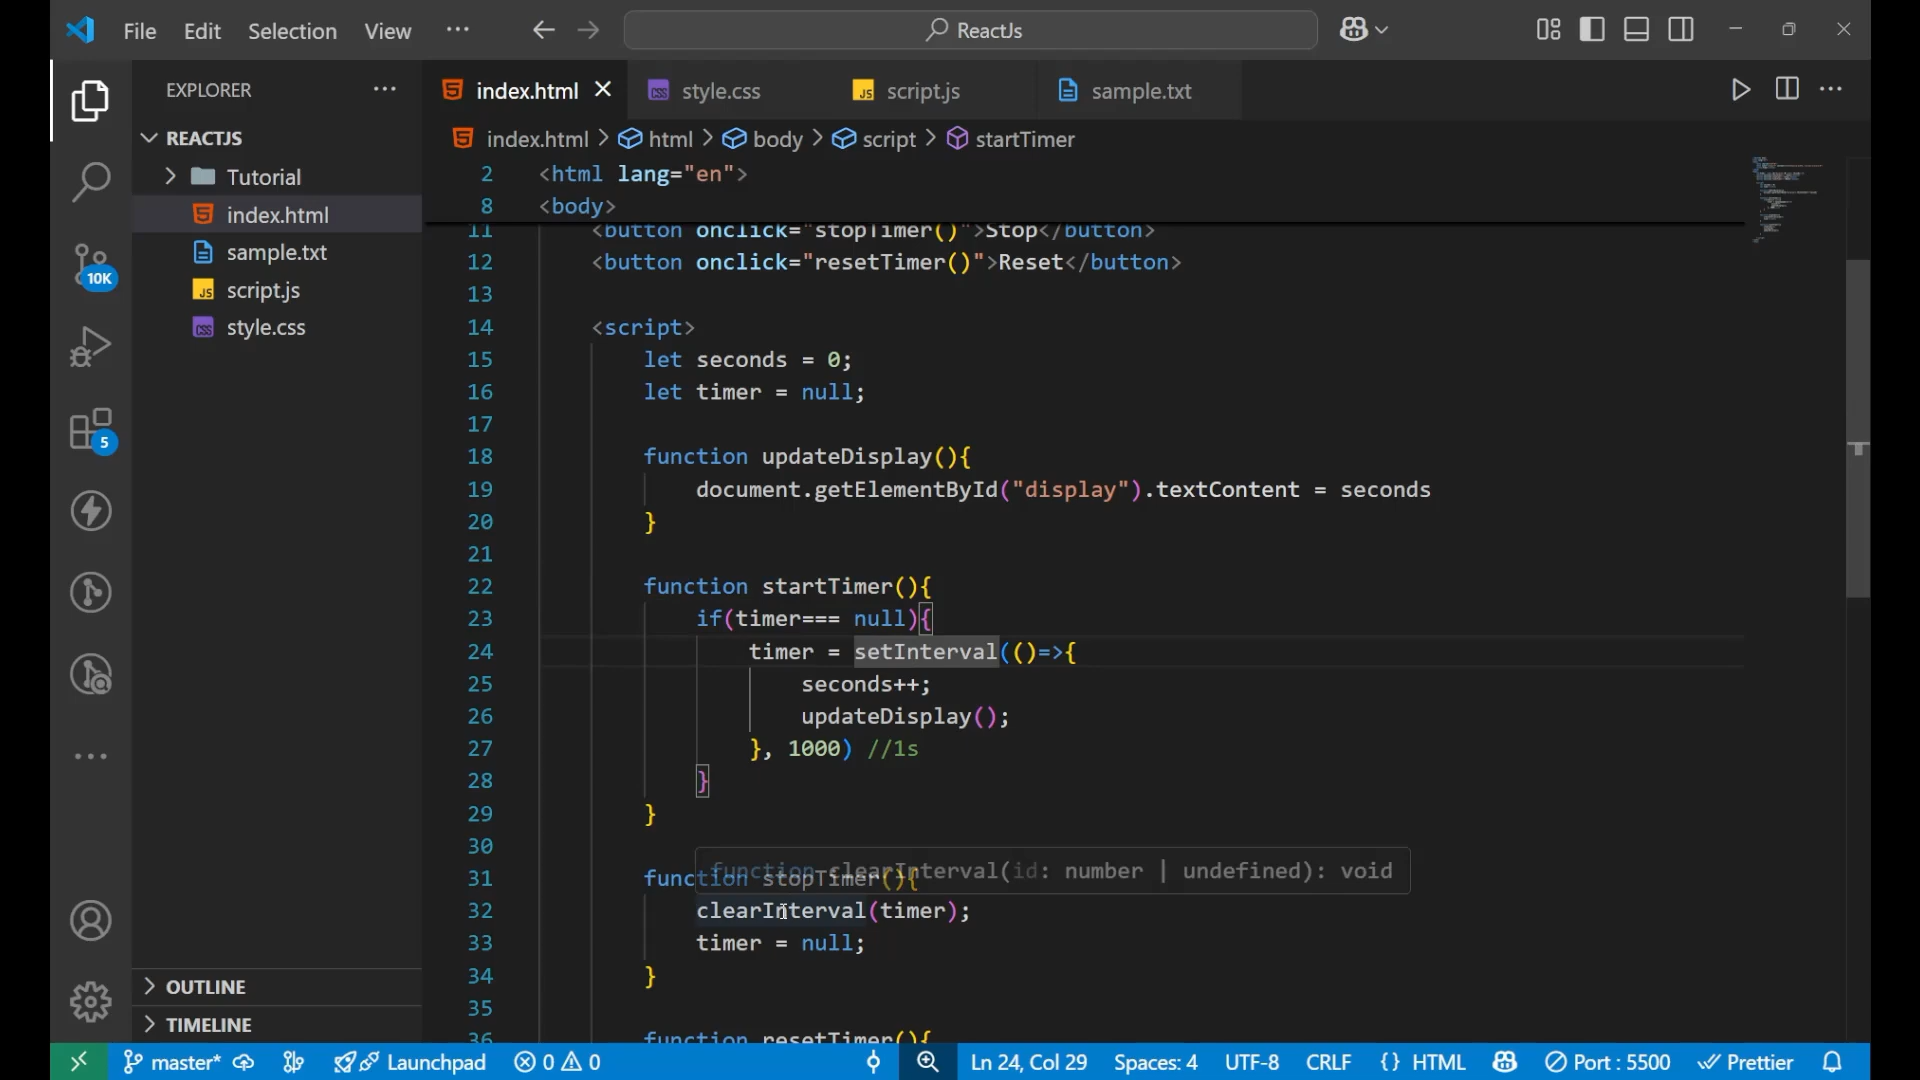 File Edit Selection View ··· ReactJs
EXPLORER ···
REACTJS
Tutorial
index.html
sample.txt
script.js
style.css
OUTLINE
TIMELINE
10K
5
index.html style.css script.js sample.txt
index.html > html > body > script > startTimer
2 <html lang="en">
8 <body>
11 <button onclick="stopTimer()">Stop</button>
12 <button onclick="resetTimer()">Reset</button>
13
14 <script>
15 let seconds = 0;
16 let timer = null;
17
18 function updateDisplay(){
19 document.getElementById("display").textContent = seconds
20 }
21
22 function startTimer(){
23 if(timer=== null){
24 timer = setInterval(()=>{
25 seconds++;
26 updateDisplay();
27 }, 1000) //1s
28 }
29 }
30
function clearInterval(id: number | undefined): void
31 function stopTimer(){
32 clearInterval(timer);
33 timer = null;
34 }
35
36 function resetTimer(){
master* Launchpad 0 0 Ln 24, Col 29 Spaces: 4 UTF-8 CRLF {} HTML Port : 5500 Prettier